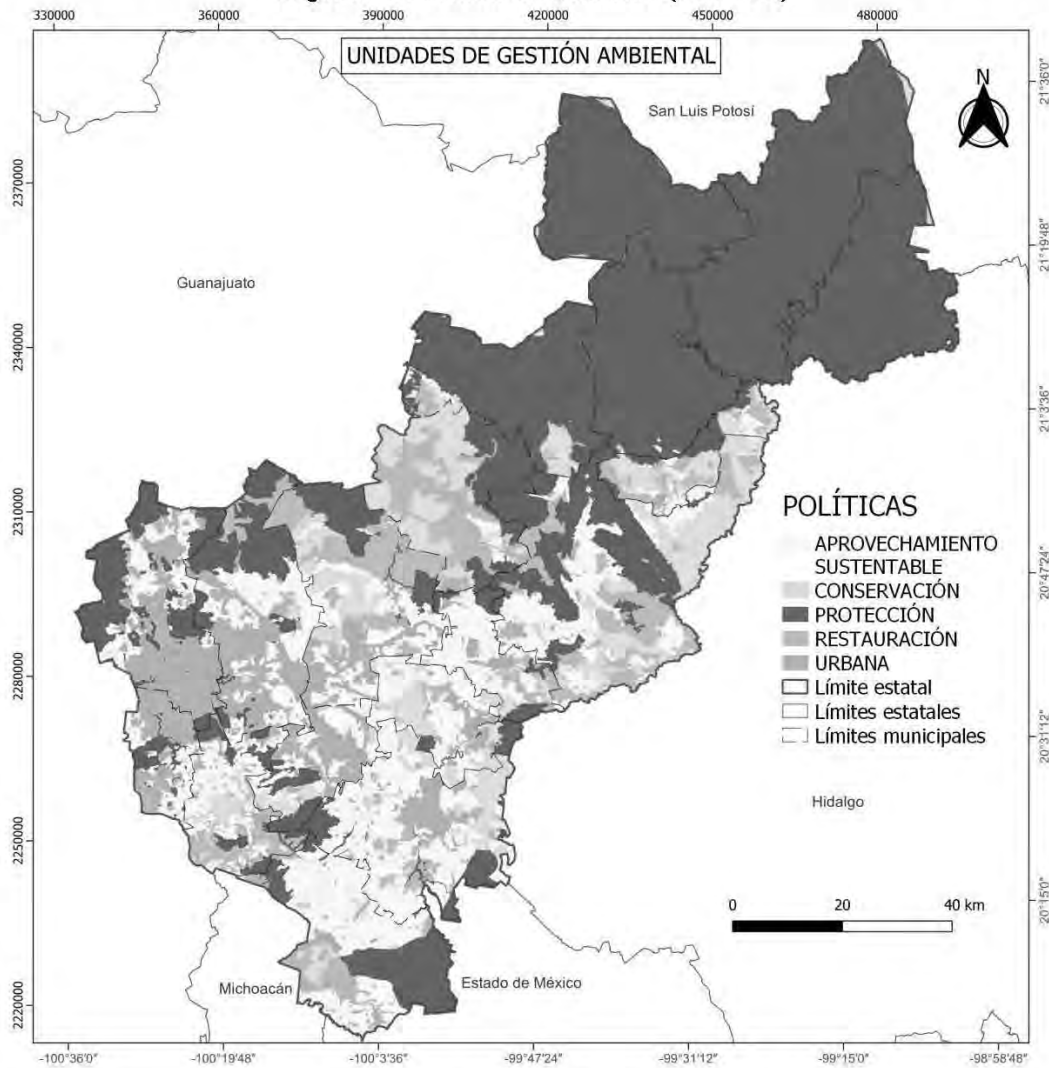 330000 360000 390000 420000 450000 480000
UNIDADES DE GESTIÓN AMBIENTAL
San Luis Potosí
N
21°36'0"
2370000
21°19'48"
Guanajuato
2340000
21°3'36"
2310000
POLÍTICAS
APROVECHAMIENTO
SUSTENTABLE
CONSERVACIÓN
PROTECCIÓN
RESTAURACIÓN
URBANA
Límite estatal
Límites estatales
Límites municipales
20°47'24"
2280000
20°31'12"
Hidalgo
2250000
20°15'0"
0 20 40 km
Michoacán
Estado de México
2220000
-100°36'0" -100°19'48" -100°3'36" -99°47'24" -99°31'12" -99°15'0" -98°58'48"